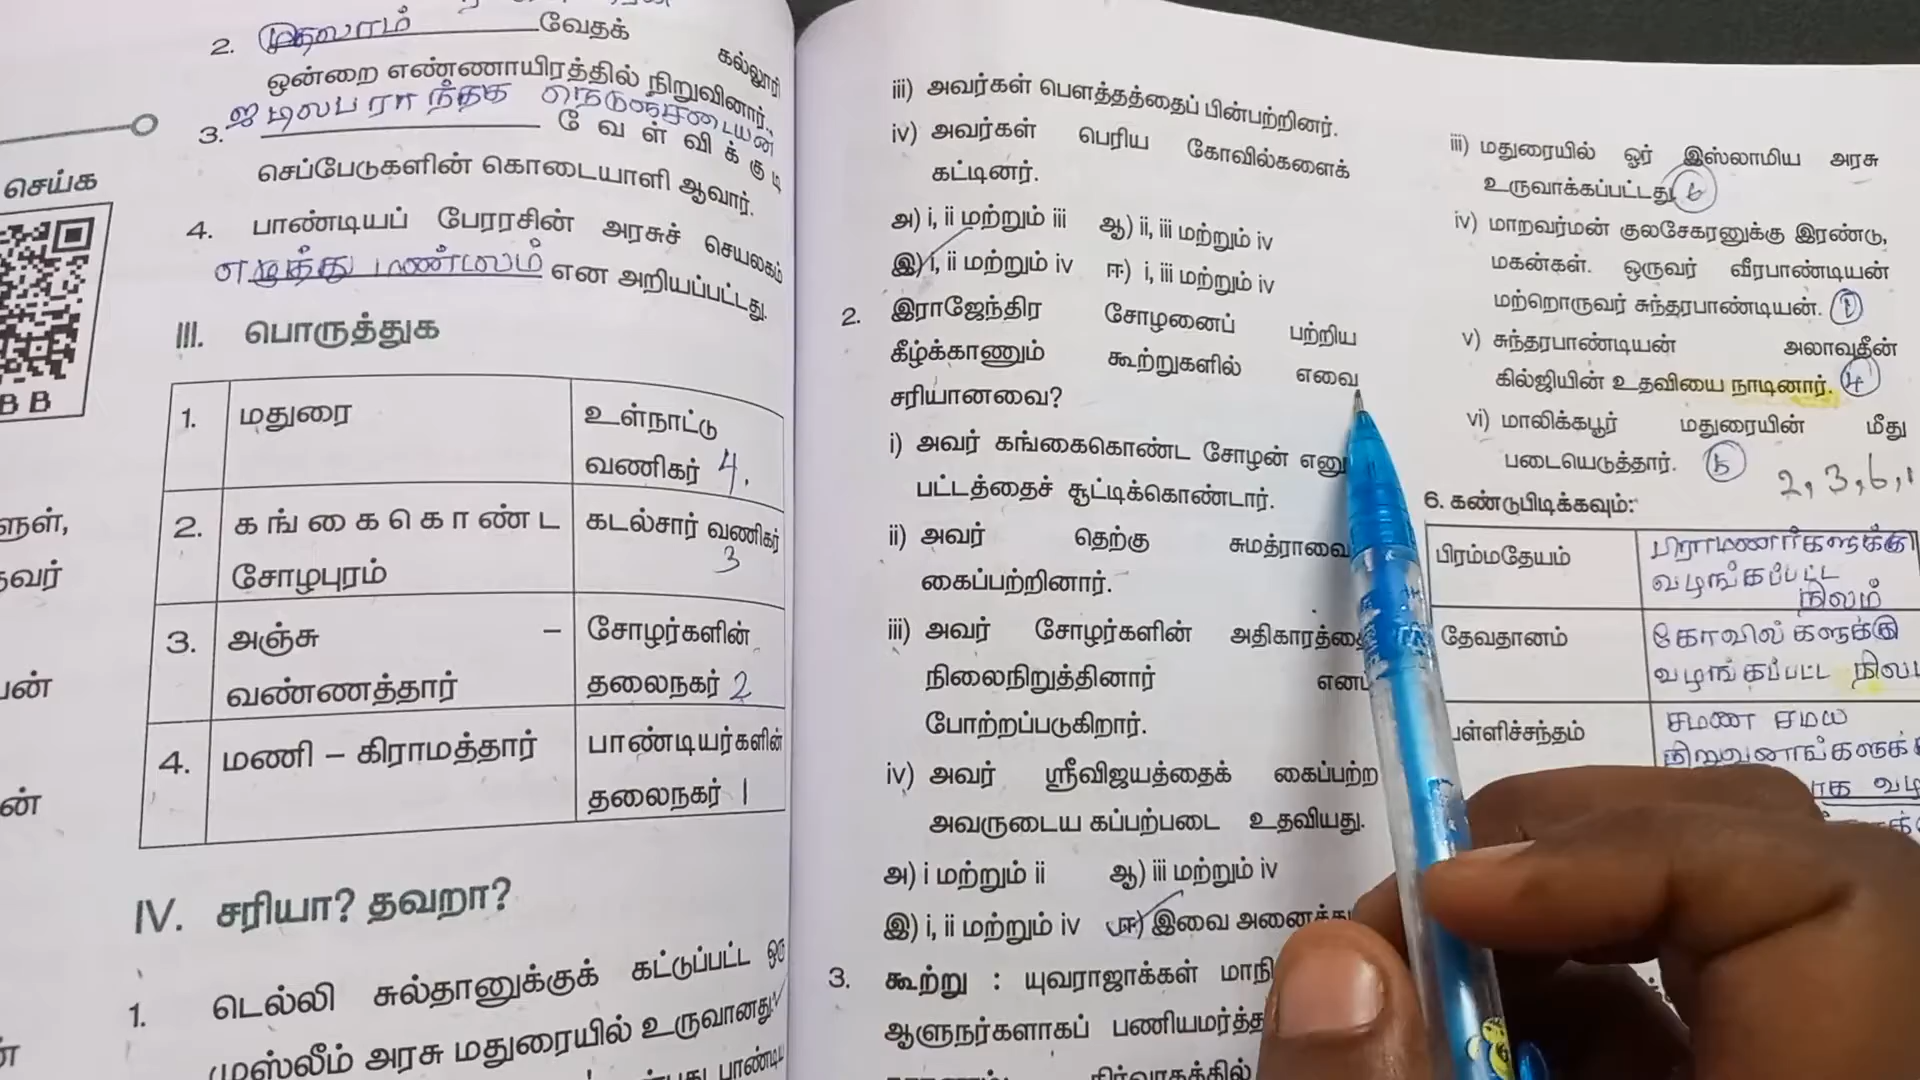 செய்க
B B
ளுள்,
தவர்
பன்
ன்
2. முதலாம் வேதக் கல்லூரி
ஒன்றை எண்ணாயிரத்தில் நிறுவினார்.
ஜடிலபராந்தக நெடுஞ்சடையன்
3. வேள்விக்குடி
செப்பேடுகளின் கொடையாளி ஆவார்.
4. பாண்டியப் பேரரசின் அரசுச் செயலகம்
எழுத்து மண்டபம் என அறியப்பட்டது.
III. பொருத்துக
1. மதுரை உள்நாட்டு
வணிகர் 4.
2. கங்கைகொண்ட கடல்சார் வணிகர்
சோழபுரம் 3
3. அஞ்சு – சோழர்களின்
வண்ணத்தார் தலைநகர் 2
4. மணி – கிராமத்தார் பாண்டியர்களின்
தலைநகர் 1
IV. சரியா? தவறா?
1. டெல்லி சுல்தானுக்குக் கட்டுப்பட்ட ஒரு
முஸ்லீம் அரசு மதுரையில் உருவானது.
iii) அவர்கள் பௌத்தத்தைப் பின்பற்றினர்.
iv) அவர்கள் பெரிய கோவில்களைக்
கட்டினர்.
அ) i, ii மற்றும் iii ஆ) ii, iii மற்றும் iv
இ) i, ii மற்றும் iv ஈ) i, iii மற்றும் iv
2. இராஜேந்திர சோழனைப் பற்றிய
கீழ்க்காணும் கூற்றுகளில் எவை
சரியானவை?
i) அவர் கங்கைகொண்ட சோழன் எனு
பட்டத்தைச் சூட்டிக்கொண்டார்.
ii) அவர் தெற்கு சுமத்ராவை
கைப்பற்றினார்.
iii) அவர் சோழர்களின் அதிகாரத்தை
நிலைநிறுத்தினார் என
போற்றப்படுகிறார்.
iv) அவர் ஸ்ரீவிஜயத்தைக் கைப்பற்ற
அவருடைய கப்பற்படை உதவியது.
அ) i மற்றும் ii ஆ) iii மற்றும் iv
இ) i, ii மற்றும் iv ஈ) இவை அனைத்து
3. கூற்று : யுவராஜாக்கள் மாநி
ஆளுநர்களாகப் பணியமர்த்த
நிர்வாகத்தில்
iii) மதுரையில் ஓர் இஸ்லாமிய அரசு
உருவாக்கப்பட்டது. 6
iv) மாறவர்மன் குலசேகரனுக்கு இரண்டு,
மகன்கள். ஒருவர் வீரபாண்டியன்
மற்றொருவர் சுந்தரபாண்டியன். 1
v) சுந்தரபாண்டியன் அலாவுதீன்
கில்ஜியின் உதவியை நாடினார். 4
vi) மாலிக்கபூர் மதுரையின் மீது
படையெடுத்தார். 5
2, 3, 6, 1
6. கண்டுபிடிக்கவும்:
பிரம்மதேயம் பிராமணர்களுக்கு
வழங்கப்பட்ட
நிலம்
தேவதானம் கோவில்களுக்கு
வழங்கப்பட்ட நில
பள்ளிச்சந்தம் சமண சமய
நிறுவனங்களுக்